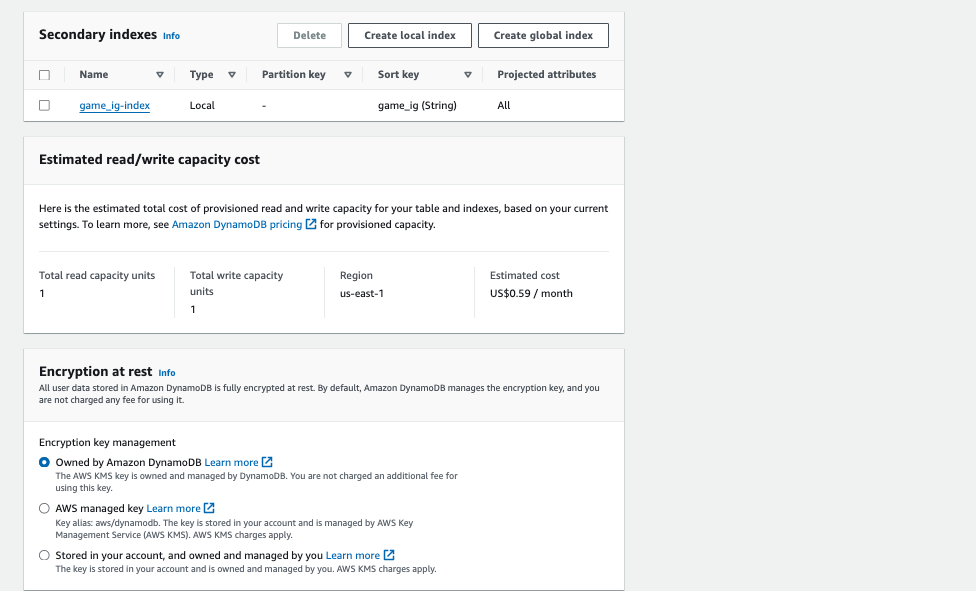 Secondary indexes Info Delete Create local index Create global index
Name Type Partition key Sort key Projected attributes
game_ig-index Local - game_ig (String) All
Estimated read/write capacity cost
Here is the estimated total cost of provisioned read and write capacity for your table and indexes, based on your current
settings. To learn more, see Amazon DynamoDB pricing for provisioned capacity.
Total read capacity units
1
Total write capacity
units
1
Region
us-east-1
Estimated cost
US$0.59 / month
Encryption at rest Info
All user data stored in Amazon DynamoDB is fully encrypted at rest. By default, Amazon DynamoDB manages the encryption key, and you
are not charged any fee for using it.
Encryption key management
Owned by Amazon DynamoDB Learn more
The AWS KMS key is owned and managed by DynamoDB. You are not charged an additional fee for
using this key.
AWS managed key Learn more
Key alias: aws/dynamodb. The key is stored in your account and is managed by AWS Key
Management Service (AWS KMS). AWS KMS charges apply.
Stored in your account, and owned and managed by you Learn more
The key is stored in your account and is owned and managed by you. AWS KMS charges apply.